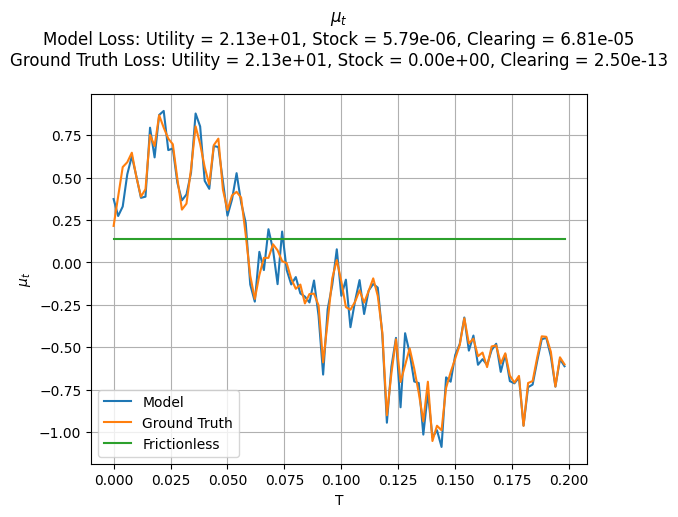 μt
Model Loss: Utility = 2.13e+01, Stock = 5.79e-06, Clearing = 6.81e-05
Ground Truth Loss: Utility = 2.13e+01, Stock = 0.00e+00, Clearing = 2.50e-13
μt
0.75
0.50
0.25
0.00
−0.25
−0.50
−0.75
−1.00
Model
Ground Truth
Frictionless
0.000 0.025 0.050 0.075 0.100 0.125 0.150 0.175 0.200
T